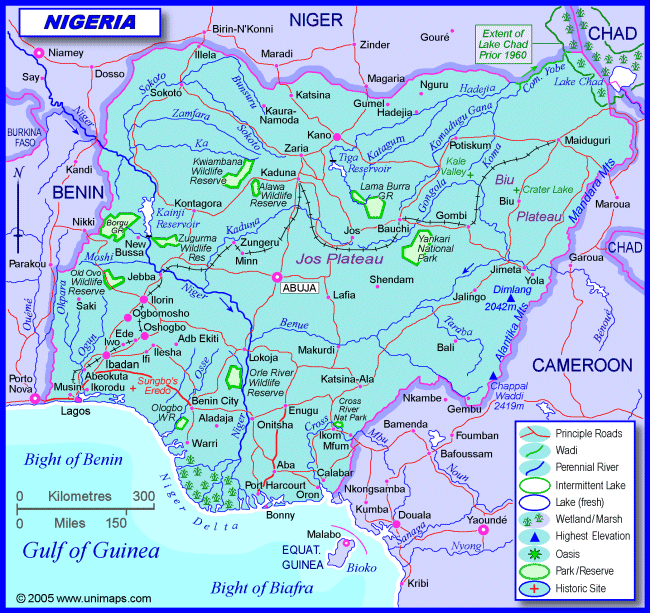 NIGERIA
NIGER
CHAD
Extent of
Lake Chad
Prior 1960
Birin-N'Konni
Gouré
Zinder
Maradi
Niamey
Say
Dosso
Illela
Magaria
Nguru
Hadejia
Com. Yobe
Lake Chad
Sokoto
Sokoto
Bunsuru
Katsina
Gumel
Hadejia
Kaura-
Namoda
Zamfara
Sokoto
Kano
Katagum
Komadugu Gana
Potiskum
Maiduguri
BURKINA
FASO
Niger
Ka
Zaria
Tiga
Reservoir
Kale
Valley
Koma
Kandi
Kwiambana
Wildlife
Reserve
Kaduna
Alawa
Wildlife
Reserve
Lama Burra
GR
Gongola
Biu
Crater Lake
Biu
Plateau
Mandara Mts
Maroua
N
BENIN
Nikki
Borgu
GR
Kontagora
Kainji
Reservoir
Kaduna
Gombi
Bauchi
Jos
CHAD
Moshi
New
Bussa
Zugurma
Wildlife
Res
Zungeru
Minn
Jos Plateau
Yankari
National
Park
Garoua
Parakou
Old Oyo
Wildlife
Reserve
Jebba
ABUJA
Shendam
Jimeta
Yola
Ouémé
Okpara
Saki
Ilorin
Niger
Lafia
Jalingo
Dimlang
2042m
Bénoyé
Ogbomosho
Oshogbo
Benue
Taraba
Alantika Mts
Ogun
Ede
Iwo
Ife
Ilesha
Adb Ekiti
Makurdi
Bali
Ibadan
Osse
Lokoja
CAMEROON
Porto
Nova
Abeokuta
Musin
Ikorodu
Sungbo's
Eredo
Orle River
Wildlife
Reserve
Katsina-Ala
Chappal
Waddi
2419m
Lagos
Benin City
Cross
River
Nat Park
Nkambe
Gembu
Ologbo
WR
Aladaja
Enugu
Onitsha
Cross
Ikom
Mfum
Mbu
Bamenda
Foumban
Warri
Niger
Bafoussam
Noun
Bight of Benin
Aba
Calabar
Port Harcourt
Oron
Nkongsamba
0 Kilometres 300
0 Miles 150
Niger Delta
Bonny
Kumba
Douala
Sanaga
Yaoundé
Nyong
Malabo
EQUAT.
GUINEA
Bioko
Gulf of Guinea
Bight of Biafra
Kribi
Principle Roads
Wadi
Perennial River
Intermittent Lake
Lake (fresh)
Wetland/Marsh
Highest Elevation
Oasis
Park/Reserve
Historic Site
© 2005 www.unimaps.com